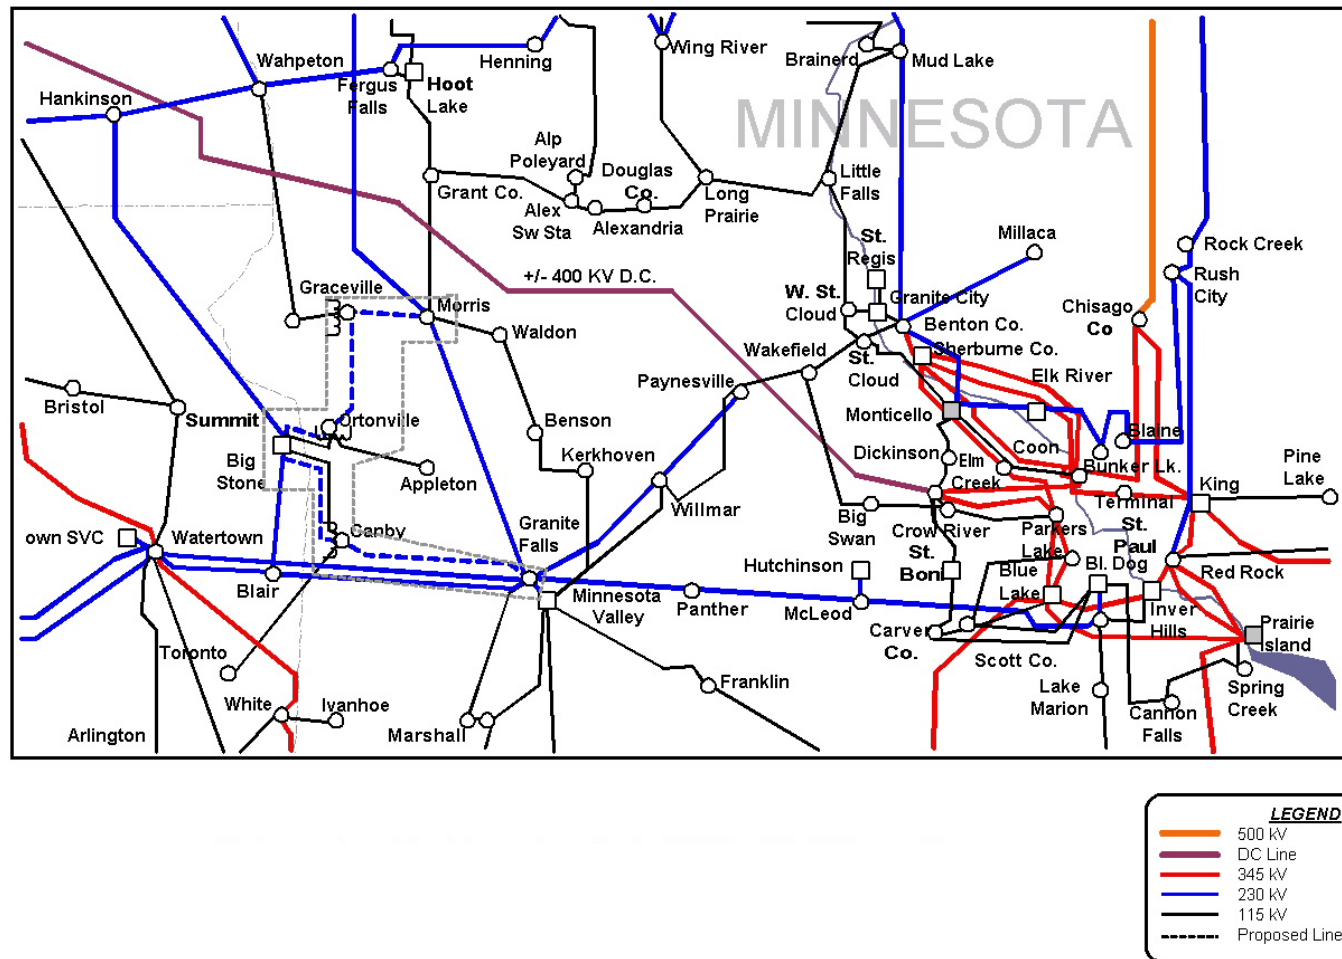 Wahpeton
Henning
Wing River
Brainerd
Mud Lake
Fergus
Falls
Hoot
Lake
Hankinson
MINNESOTA
Alp
Poleyard
Douglas
Co.
Grant Co.
Long
Prairie
Little
Falls
Alex
Sw Sta
Alexandria
St.
Regis
Millaca
Rock Creek
Rush
City
+/- 400 KV D.C.
Graceville
Morris
W. St.
Cloud
Granite City
Chisago
Co
Waldon
Benton Co.
Sherburne Co.
Wakefield
St.
Cloud
Elk River
Paynesville
Bristol
Summit
Ortonville
Benson
Monticello
Blaine
Coon
Dickinson
Elm
Creek
Bunker Lk.
Big
Stone
Appleton
Kerkhoven
Willmar
King
Pine
Lake
Terminal
Big
Swan
Crow River
Parkers
Lake
St.
Paul
own SVC
Watertown
Canby
Granite
Falls
Hutchinson
St.
Boni
Blue
Lake
Bl. Dog
Red Rock
Blair
Minnesota
Valley
Panther
McLeod
Inver
Hills
Prairie
Island
Carver
Co.
Scott Co.
Toronto
Franklin
Lake
Marion
Cannon
Falls
Spring
Creek
White
Ivanhoe
Marshall
Arlington
LEGEND
500 kV
DC Line
345 kV
230 kV
115 kV
Proposed Line